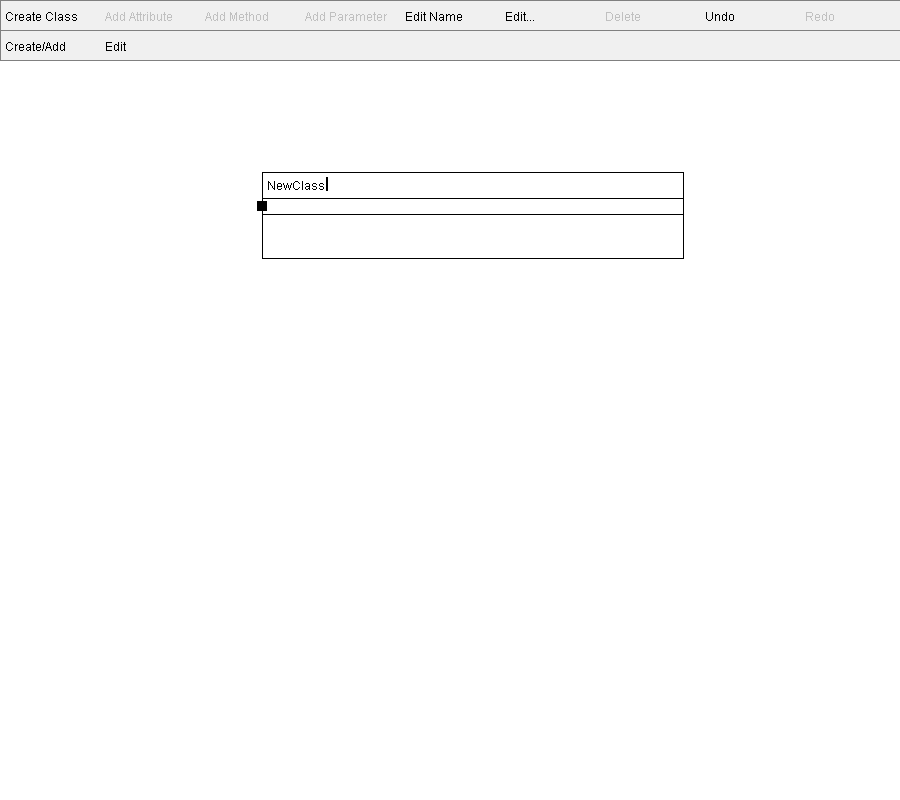 Create Class Add Attribute Add Method Add Parameter Edit Name Edit... Delete Undo Redo
Create/Add Edit
NewClass